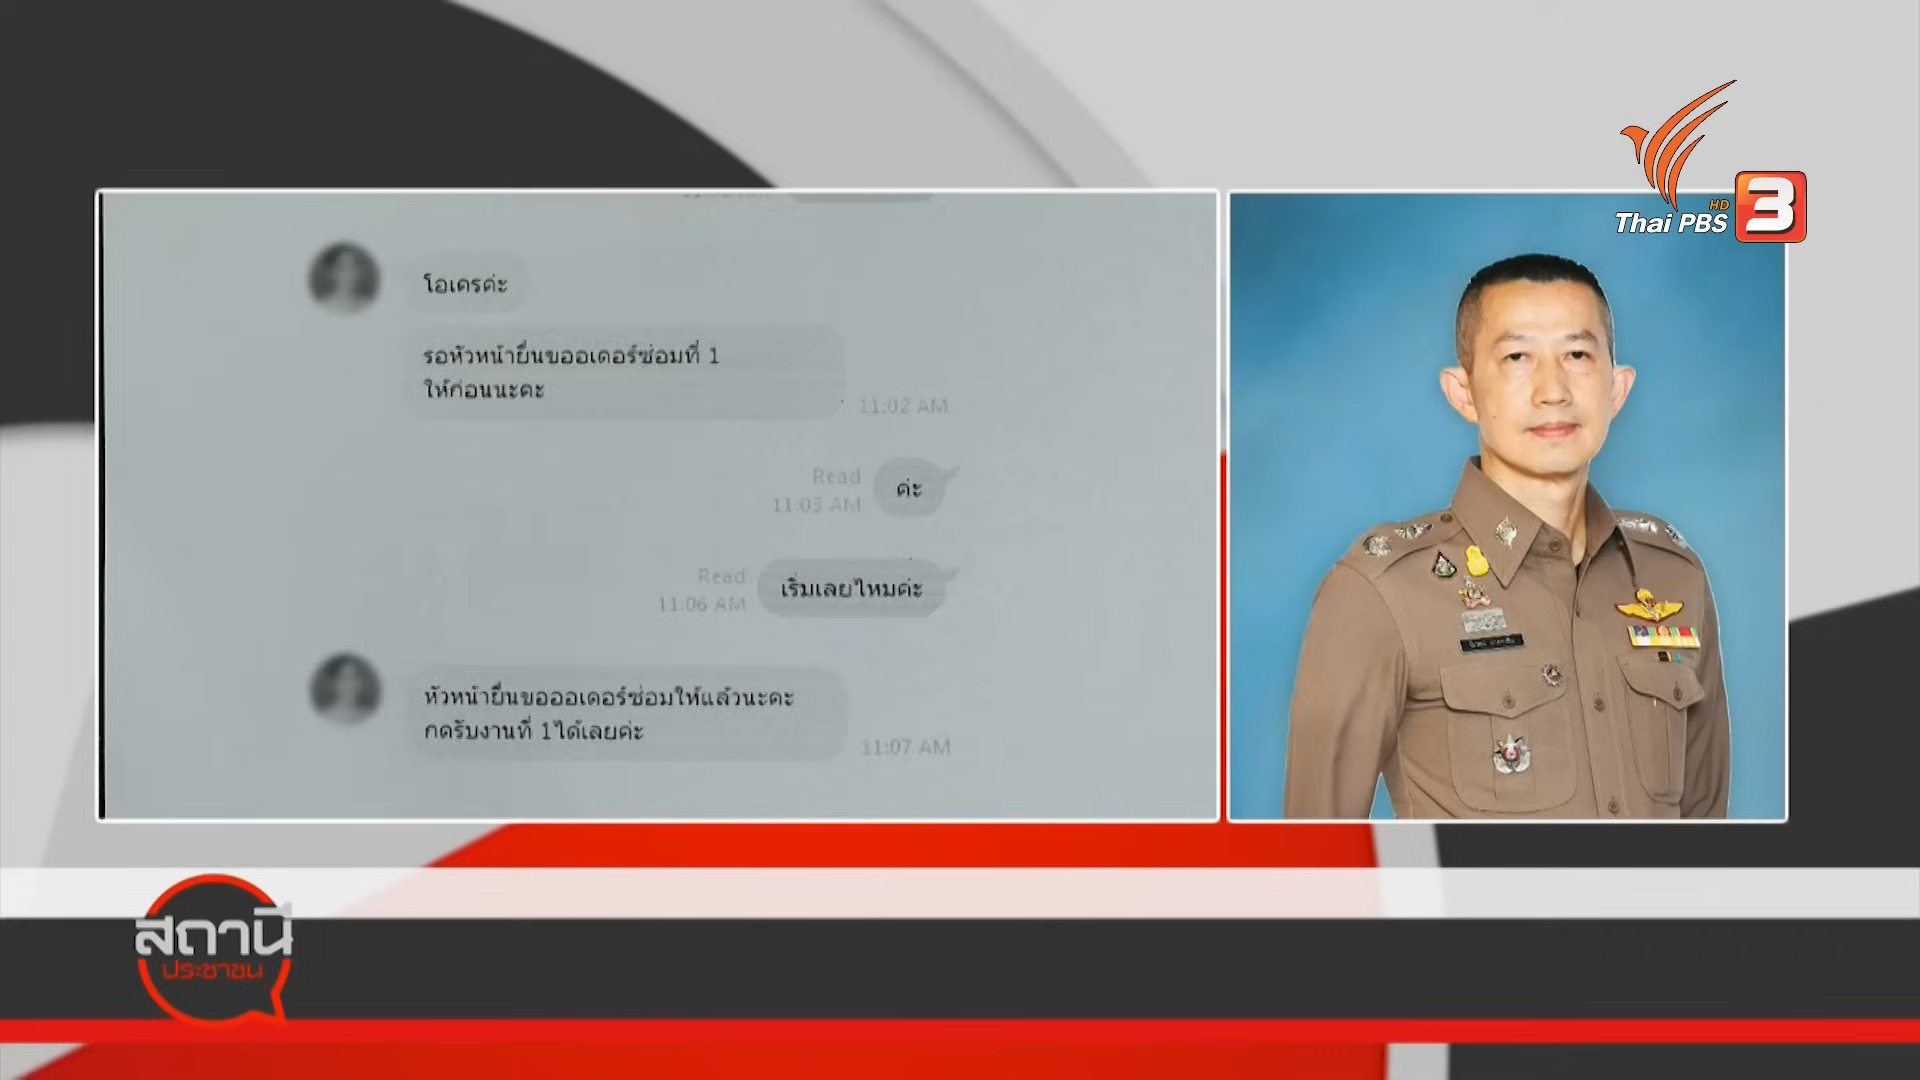 Thai PBS
HD
3
โอเครค่ะ
รอหัวหน้ายื่นขออเดอร์ซ่อมที่ 1
ให้ก่อนนะคะ
11:02 AM
Read
11:03 AM
ค่ะ
Read
11:06 AM
เริ่มเลยไหมค่ะ
หัวหน้ายื่นขอออเดอร์ซ่อมให้แล้วนะคะ
กดรับงานที่ 1ได้เลยค่ะ
11:07 AM
สถานี
ประชาชน